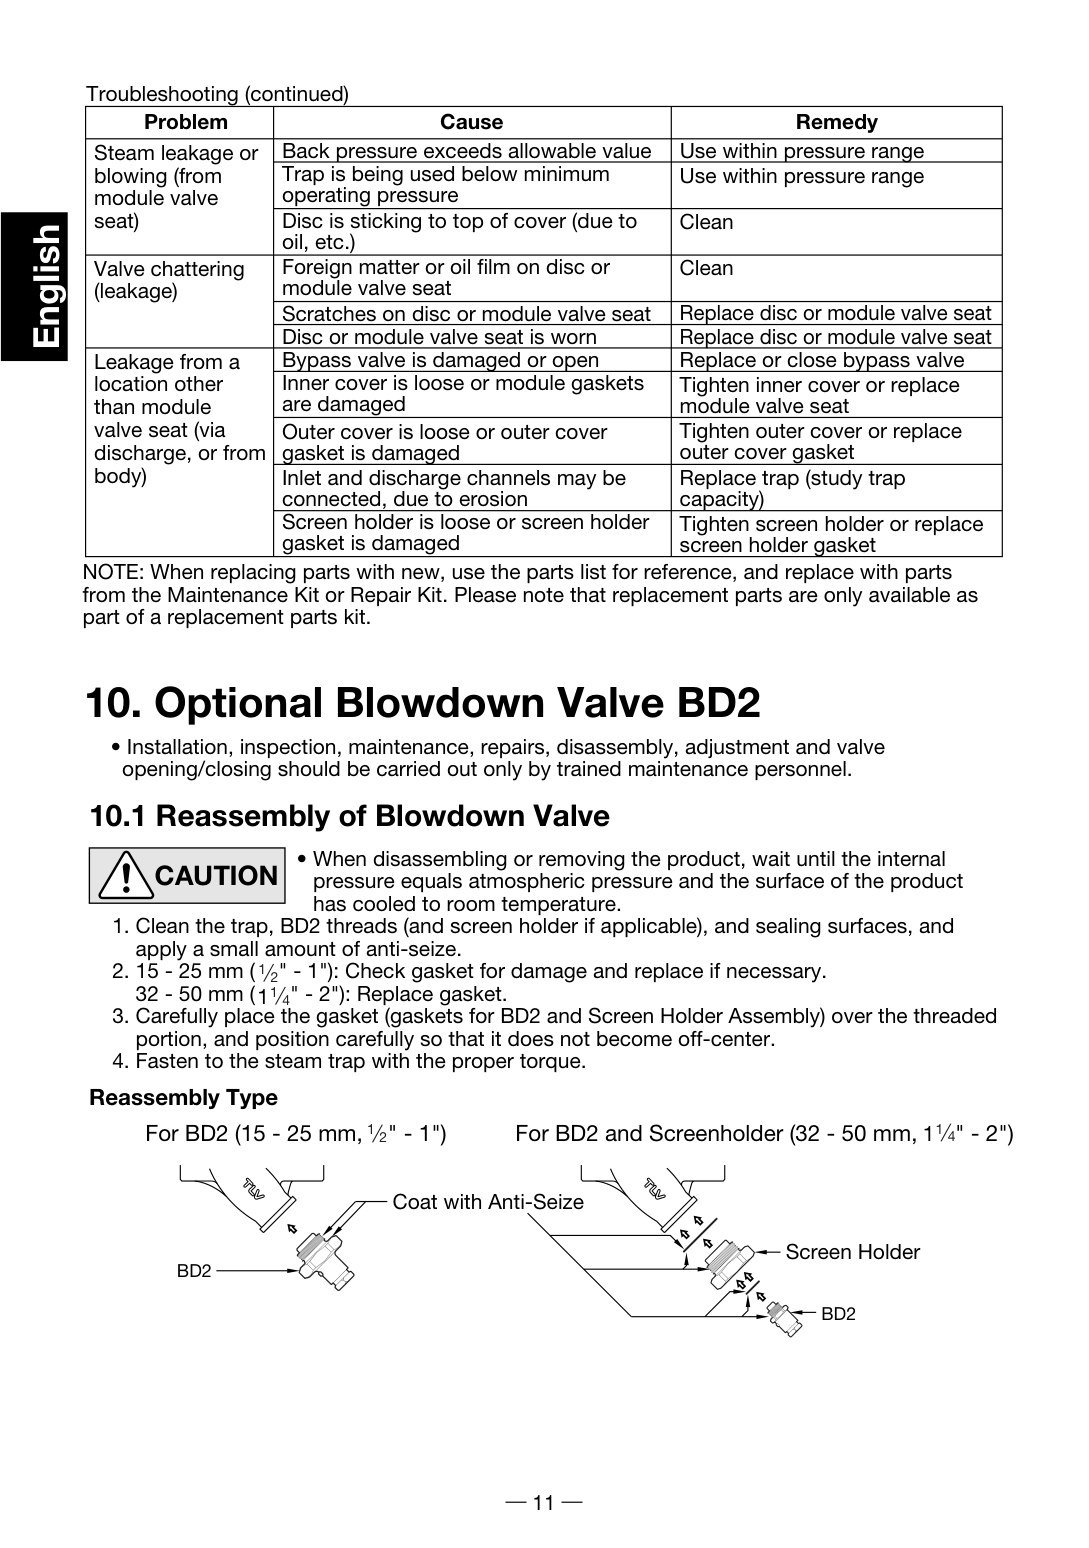 Troubleshooting (continued)
Problem Cause Remedy
Steam leakage or
blowing (from
module valve
seat)
Back pressure exceeds allowable value
Use within pressure range
Trap is being used below minimum
operating pressure
Use within pressure range
Disc is sticking to top of cover (due to
oil, etc.)
Clean
Valve chattering
(leakage)
Foreign matter or oil film on disc or
module valve seat
Clean
Scratches on disc or module valve seat
Replace disc or module valve seat
Disc or module valve seat is worn
Replace disc or module valve seat
Leakage from a
location other
than module
valve seat (via
discharge, or from
body)
Bypass valve is damaged or open
Replace or close bypass valve
Inner cover is loose or module gaskets
are damaged
Tighten inner cover or replace
module valve seat
Outer cover is loose or outer cover
gasket is damaged
Tighten outer cover or replace
outer cover gasket
Inlet and discharge channels may be
connected, due to erosion
Replace trap (study trap
capacity)
Screen holder is loose or screen holder
gasket is damaged
Tighten screen holder or replace
screen holder gasket
NOTE: When replacing parts with new, use the parts list for reference, and replace with parts
from the Maintenance Kit or Repair Kit. Please note that replacement parts are only available as
part of a replacement parts kit.
English
10. Optional Blowdown Valve BD2
• Installation, inspection, maintenance, repairs, disassembly, adjustment and valve
opening/closing should be carried out only by trained maintenance personnel.
10.1 Reassembly of Blowdown Valve
CAUTION
• When disassembling or removing the product, wait until the internal
pressure equals atmospheric pressure and the surface of the product
has cooled to room temperature.
1. Clean the trap, BD2 threads (and screen holder if applicable), and sealing surfaces, and
apply a small amount of anti-seize.
2. 15 - 25 mm (1/2" - 1"): Check gasket for damage and replace if necessary.
32 - 50 mm (1 1/4" - 2"): Replace gasket.
3. Carefully place the gasket (gaskets for BD2 and Screen Holder Assembly) over the threaded
portion, and position carefully so that it does not become off-center.
4. Fasten to the steam trap with the proper torque.
Reassembly Type
For BD2 (15 - 25 mm, 1/2" - 1")
For BD2 and Screenholder (32 - 50 mm, 1 1/4" - 2")
TLV
TLV
Coat with Anti-Seize
Screen Holder
BD2
BD2
— 11 —